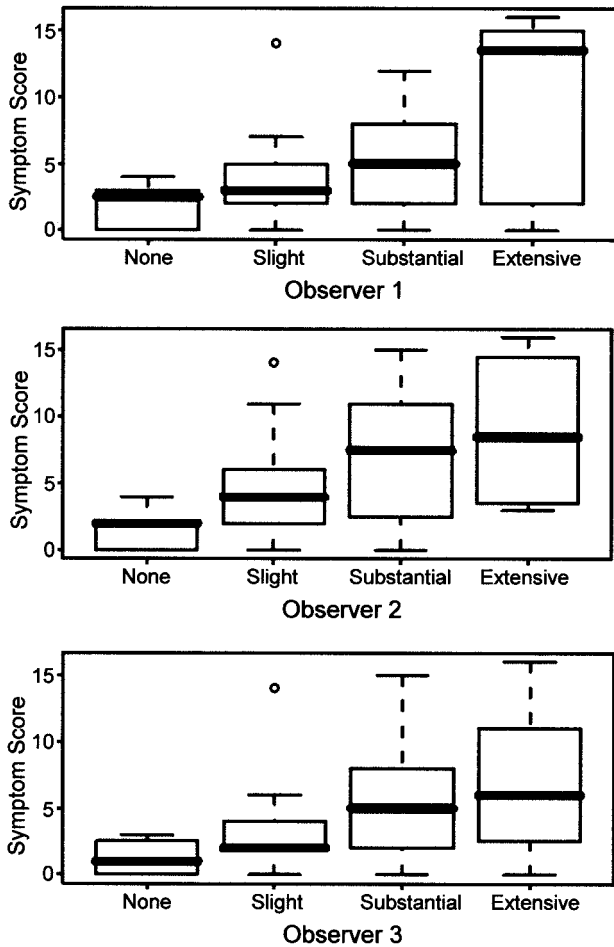 Symptom Score
15
10
5
0
None Slight Substantial Extensive
Observer 1
Symptom Score
15
10
5
0
None Slight Substantial Extensive
Observer 2
Symptom Score
15
10
5
0
None Slight Substantial Extensive
Observer 3